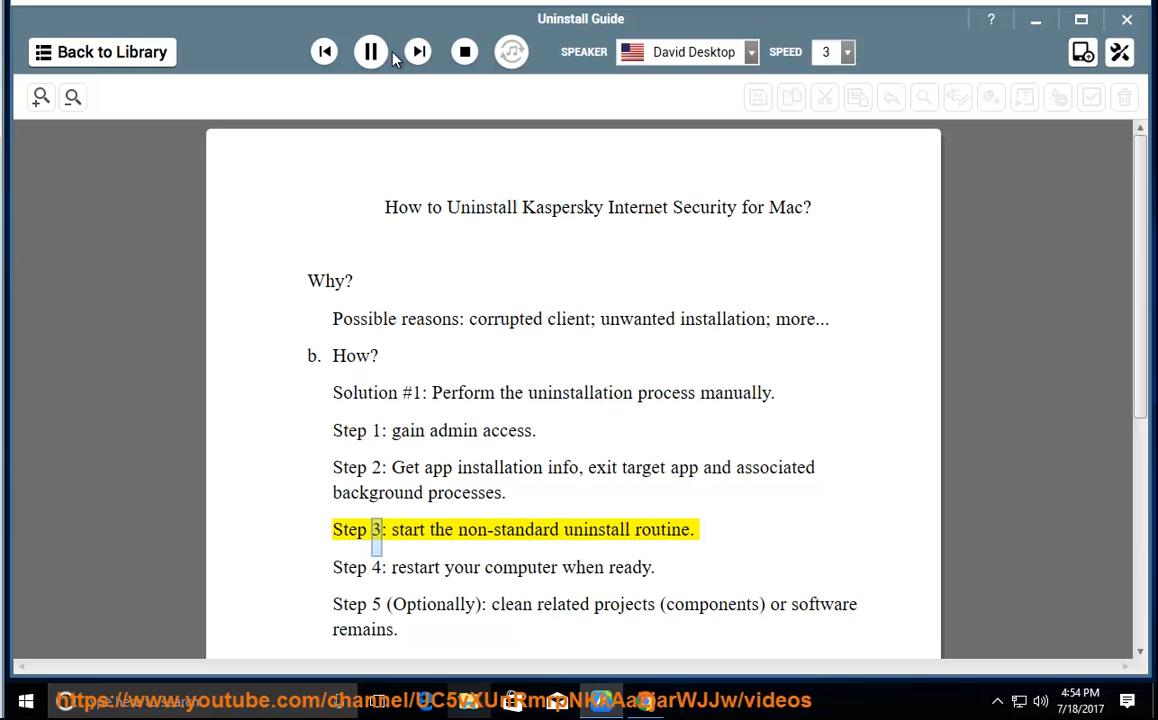 Uninstall Guide
?
Back to Library
SPEAKER
David Desktop
SPEED
3
How to Uninstall Kaspersky Internet Security for Mac?
Why?
Possible reasons: corrupted client; unwanted installation; more...
b. How?
Solution #1: Perform the uninstallation process manually.
Step 1: gain admin access.
Step 2: Get app installation info, exit target app and associated
background processes.
Step 3: start the non-standard uninstall routine.
Step 4: restart your computer when ready.
Step 5 (Optionally): clean related projects (components) or software
remains.
4:54 PM
7/18/2017